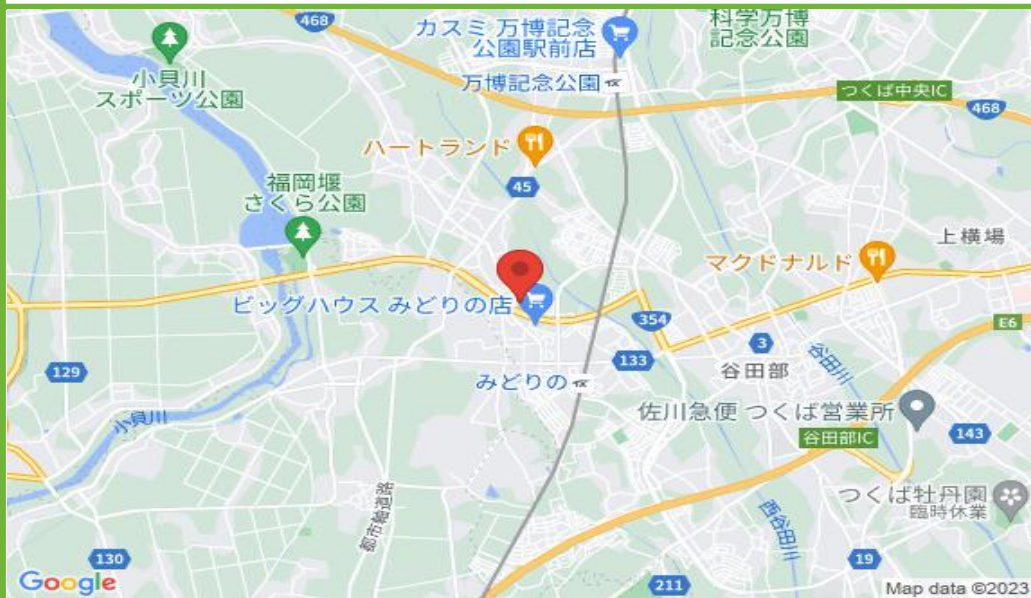 468
カスミ 万博記念
公園駅前店
科学万博
記念公園
小貝川
スポーツ公園
万博記念公園
つくば中央IC
468
ハートランド
45
福岡堰
さくら公園
上横場
マクドナルド
ビッグハウス みどりの店
354
E6
3
133
129
谷田部
谷田川
みどりの
佐川急便 つくば営業所
小貝川
谷田部IC
143
つくば牡丹園
臨時休業
都市軸道路
西谷田川
130
19
211
Google
Map data ©2023